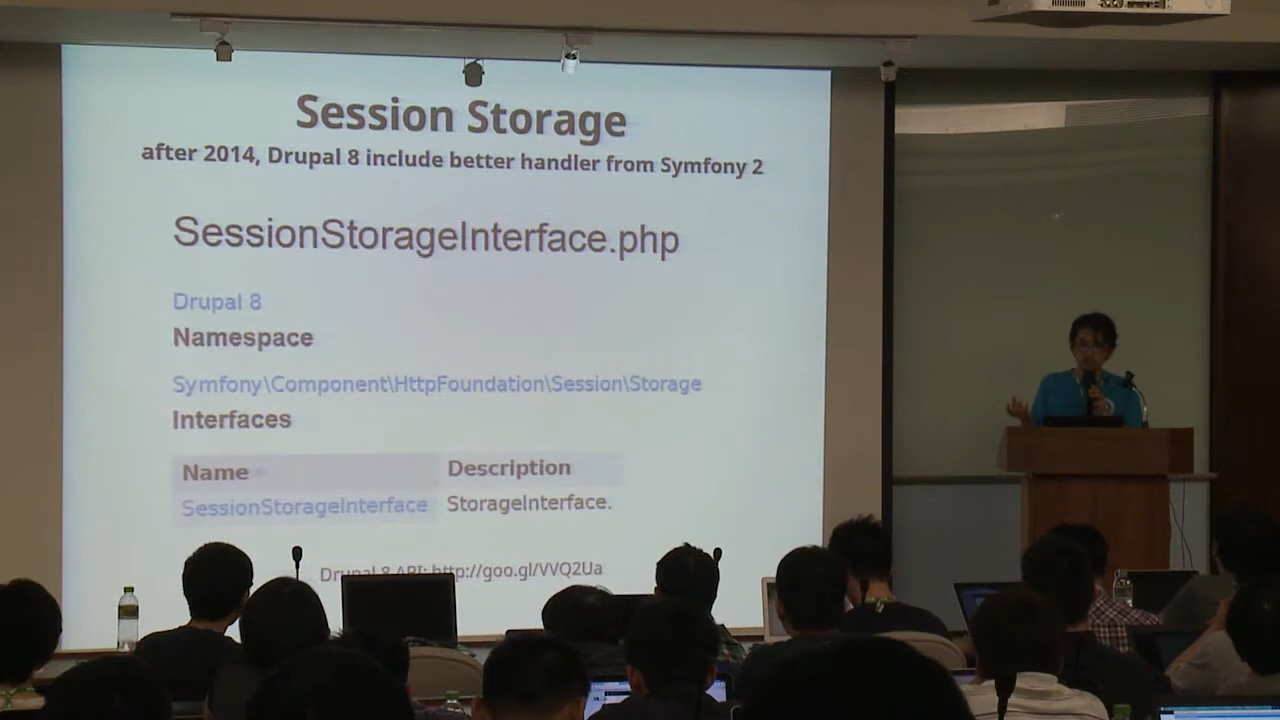 Session Storage
after 2014, Drupal 8 include better handler from Symfony 2
SessionStorageInterface.php
Drupal 8
Namespace
Symfony\Component\HttpFoundation\Session\Storage
Interfaces
Name Description
SessionStorageInterface StorageInterface.
Drupal 8 API: http://goo.gl/VVQ2Ua